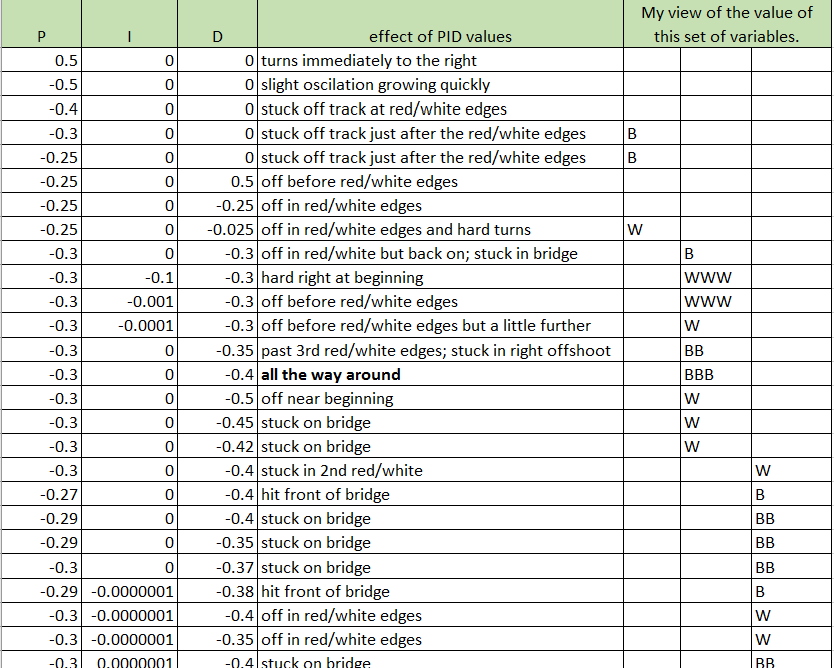 My view of the value of
P I D effect of PID values this set of variables.
0.5 0 0 turns immediately to the right
-0.5 0 0 slight oscilation growing quickly
-0.4 0 0 stuck off track at red/white edges
-0.3 0 0 stuck off track just after the red/white edges B
-0.25 0 0 stuck off track just after the red/white edges B
-0.25 0 0.5 off before red/white edges
-0.25 0 -0.25 off in red/white edges
-0.25 0 -0.025 off in red/white edges and hard turns W
-0.3 0 -0.3 off in red/white but back on; stuck in bridge B
-0.3 -0.1 -0.3 hard right at beginning WWW
-0.3 -0.001 -0.3 off before red/white edges WWW
-0.3 -0.0001 -0.3 off before red/white edges but a little further W
-0.3 0 -0.35 past 3rd red/white edges; stuck in right offshoot BB
-0.3 0 -0.4 all the way around BBB
-0.3 0 -0.5 off near beginning W
-0.3 0 -0.45 stuck on bridge W
-0.3 0 -0.42 stuck on bridge W
-0.3 0 -0.4 stuck in 2nd red/white W
-0.27 0 -0.4 hit front of bridge B
-0.29 0 -0.4 stuck on bridge BB
-0.29 0 -0.35 stuck on bridge BB
-0.3 0 -0.37 stuck on bridge BB
-0.29 -0.0000001 -0.38 hit front of bridge B
-0.3 -0.0000001 -0.4 off in red/white edges W
-0.3 -0.0000001 -0.35 off in red/white edges W
-0.3 0.0000001 -0.4 stuck on bridge BB